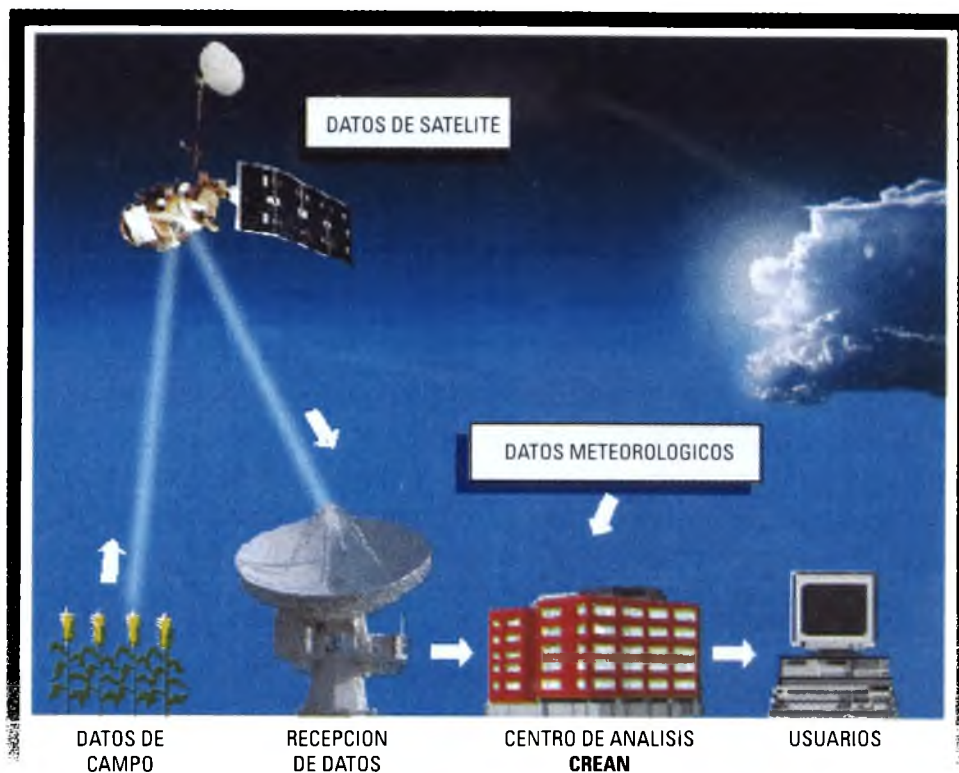 DATOS DE SATELITE
DATOS METEOROLOGICOS
DATOS DE
CAMPO
RECEPCION
DE DATOS
CENTRO DE ANALISIS
CREAN
USUARIOS